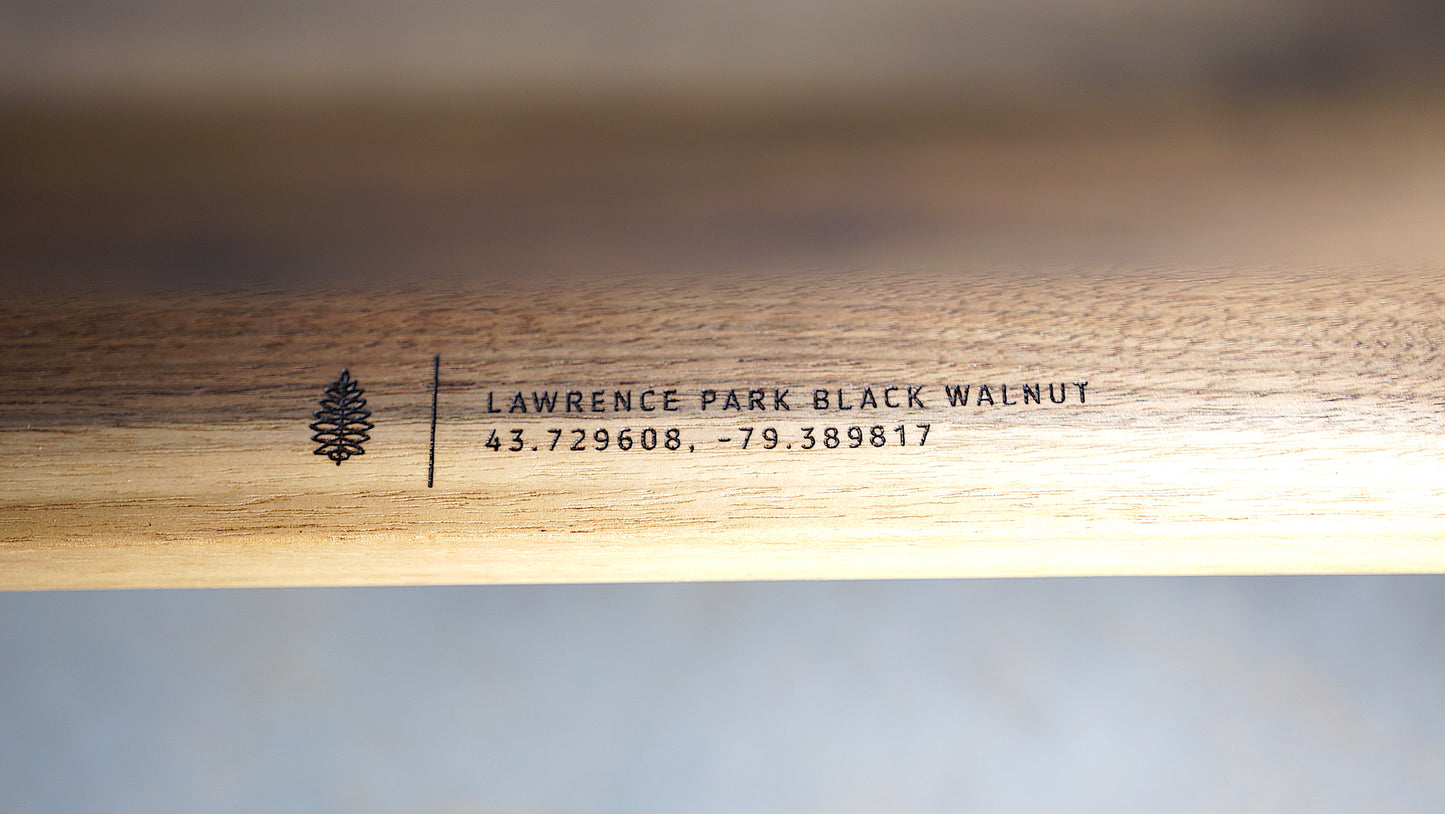 LAWRENCE PARK BLACK WALNUT
43.729608, -79.389817